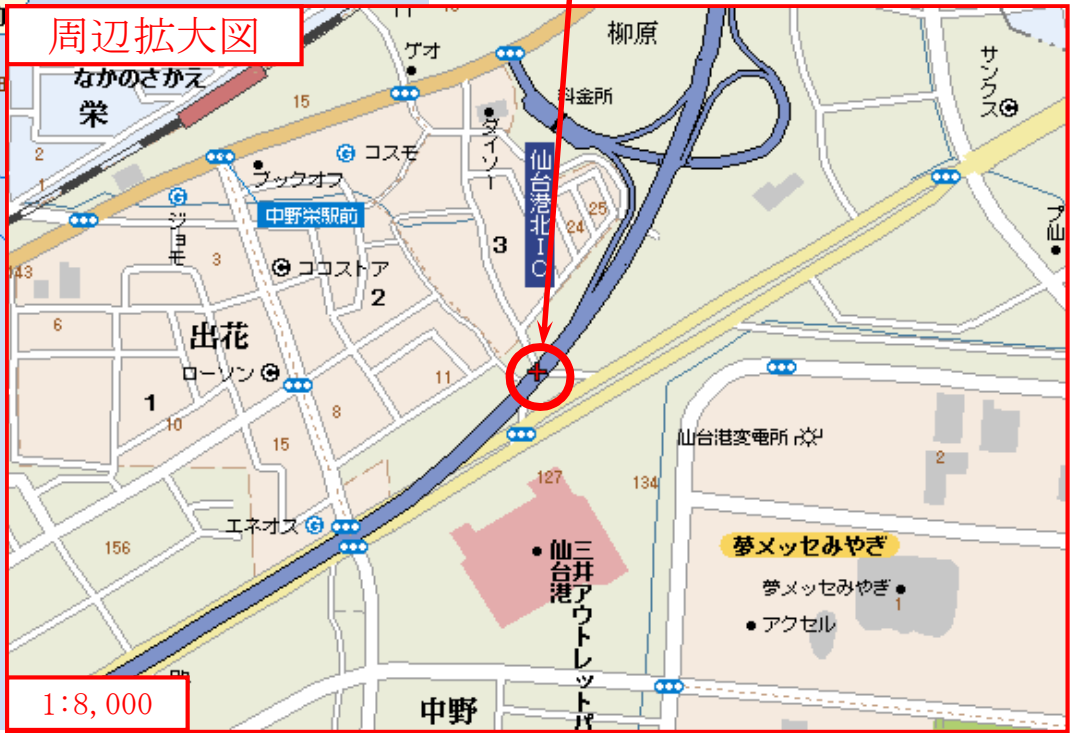 周辺拡大図
なかのさかえ
栄
15
2
1
ゲオ
柳原
料金所
サンクス
ダイソー
コスモ
ブックオフ
仙台港北IC
中野栄駅前
ジョモ
3
25
24
3
ココストア
2
143
6
出花
ローソン
1
10
11
8
15
仙台港変電所
2
127
134
エネオス
156
夢メッセみやぎ
夢メッセみやぎ
1
アクセル
三井アウトレットパ
仙台港
中野
1:8,000